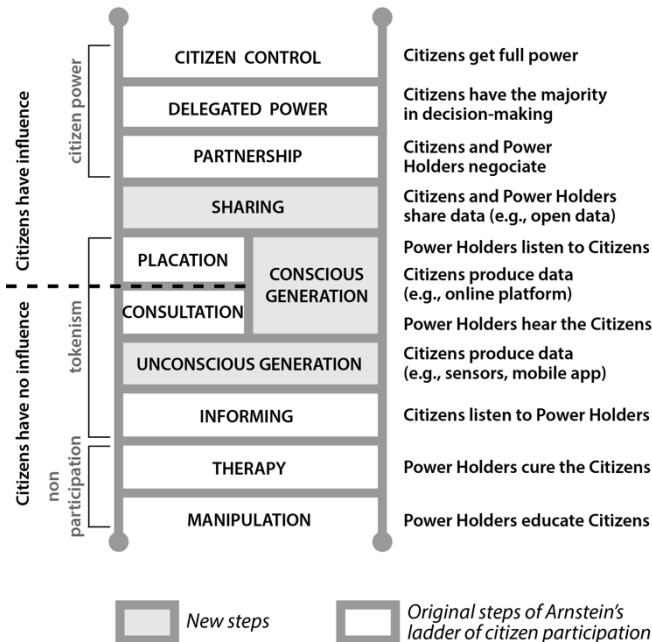 CITIZEN CONTROL
Citizens get full power
DELEGATED POWER
Citizens have the majority
in decision-making
PARTNERSHIP
Citizens and Power
Holders negociate
SHARING
Citizens and Power Holders
share data (e.g., open data)
PLACATION
Power Holders listen to Citizens
CONSCIOUS
GENERATION
Citizens produce data
(e.g., online platform)
CONSULTATION
Power Holders hear the Citizens
UNCONSCIOUS GENERATION
Citizens produce data
(e.g., sensors, mobile app)
INFORMING
Citizens listen to Power Holders
THERAPY
Power Holders cure the Citizens
MANIPULATION
Power Holders educate Citizens
Citizens have influence
Citizens have no influence
citizen power
tokenism
non
participation
New steps
Original steps of Arnstein's
ladder of citizen participation